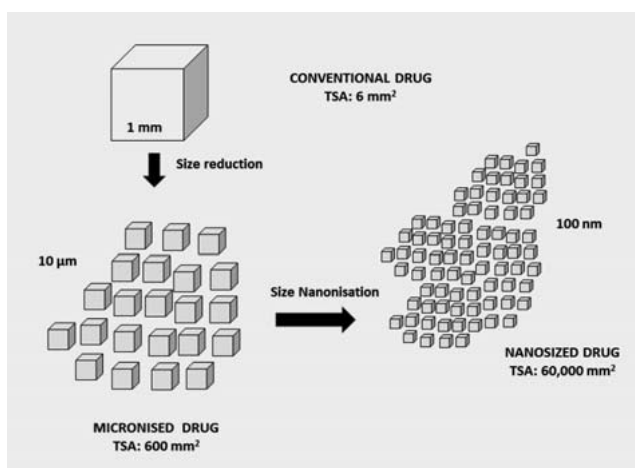 CONVENTIONAL DRUG
TSA: 6 mm²
1 mm
Size reduction
10 µm
100 nm
Size Nanonisation
NANOSIZED DRUG
TSA: 60,000 mm²
MICRONISED DRUG
TSA: 600 mm²